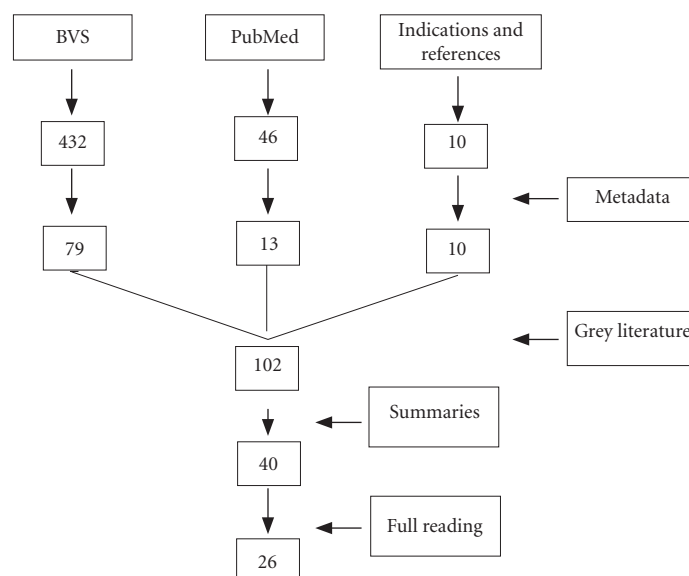 BVS
PubMed
Indications and
references
432
46
10
Metadata
79
13
10
Grey literature
102
Summaries
40
Full reading
26